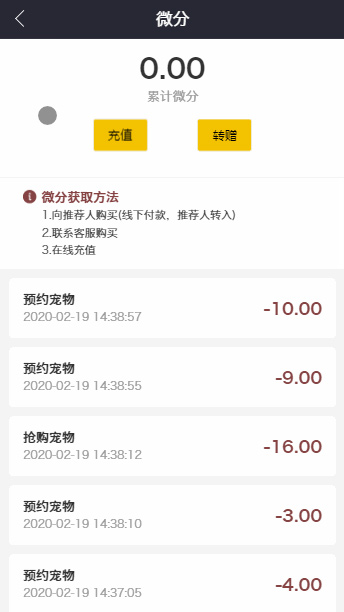 微分
0.00
累计微分
充值
转赠
微分获取方法
1.向推荐人购买(线下付款、推荐人转入)
2.联系客服购买
3.在线充值
预约宠物
-10.00
2020-02-19 14:38:57
预约宠物
-9.00
2020-02-19 14:38:55
抢购宠物
-16.00
2020-02-19 14:38:12
预约宠物
-3.00
2020-02-19 14:38:10
预约宠物
-4.00
2020-02-19 14:37:05